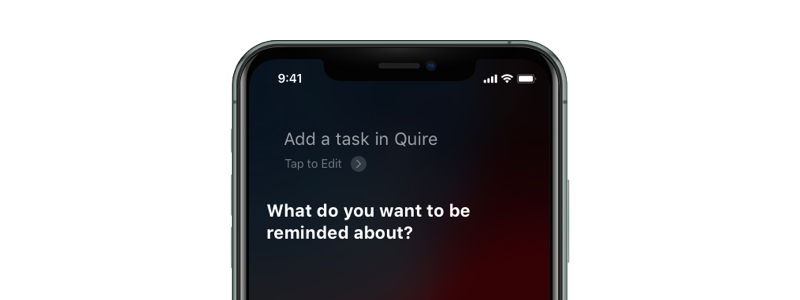 9:41
Add a task in Quire
Tap to Edit
What do you want to be
reminded about?